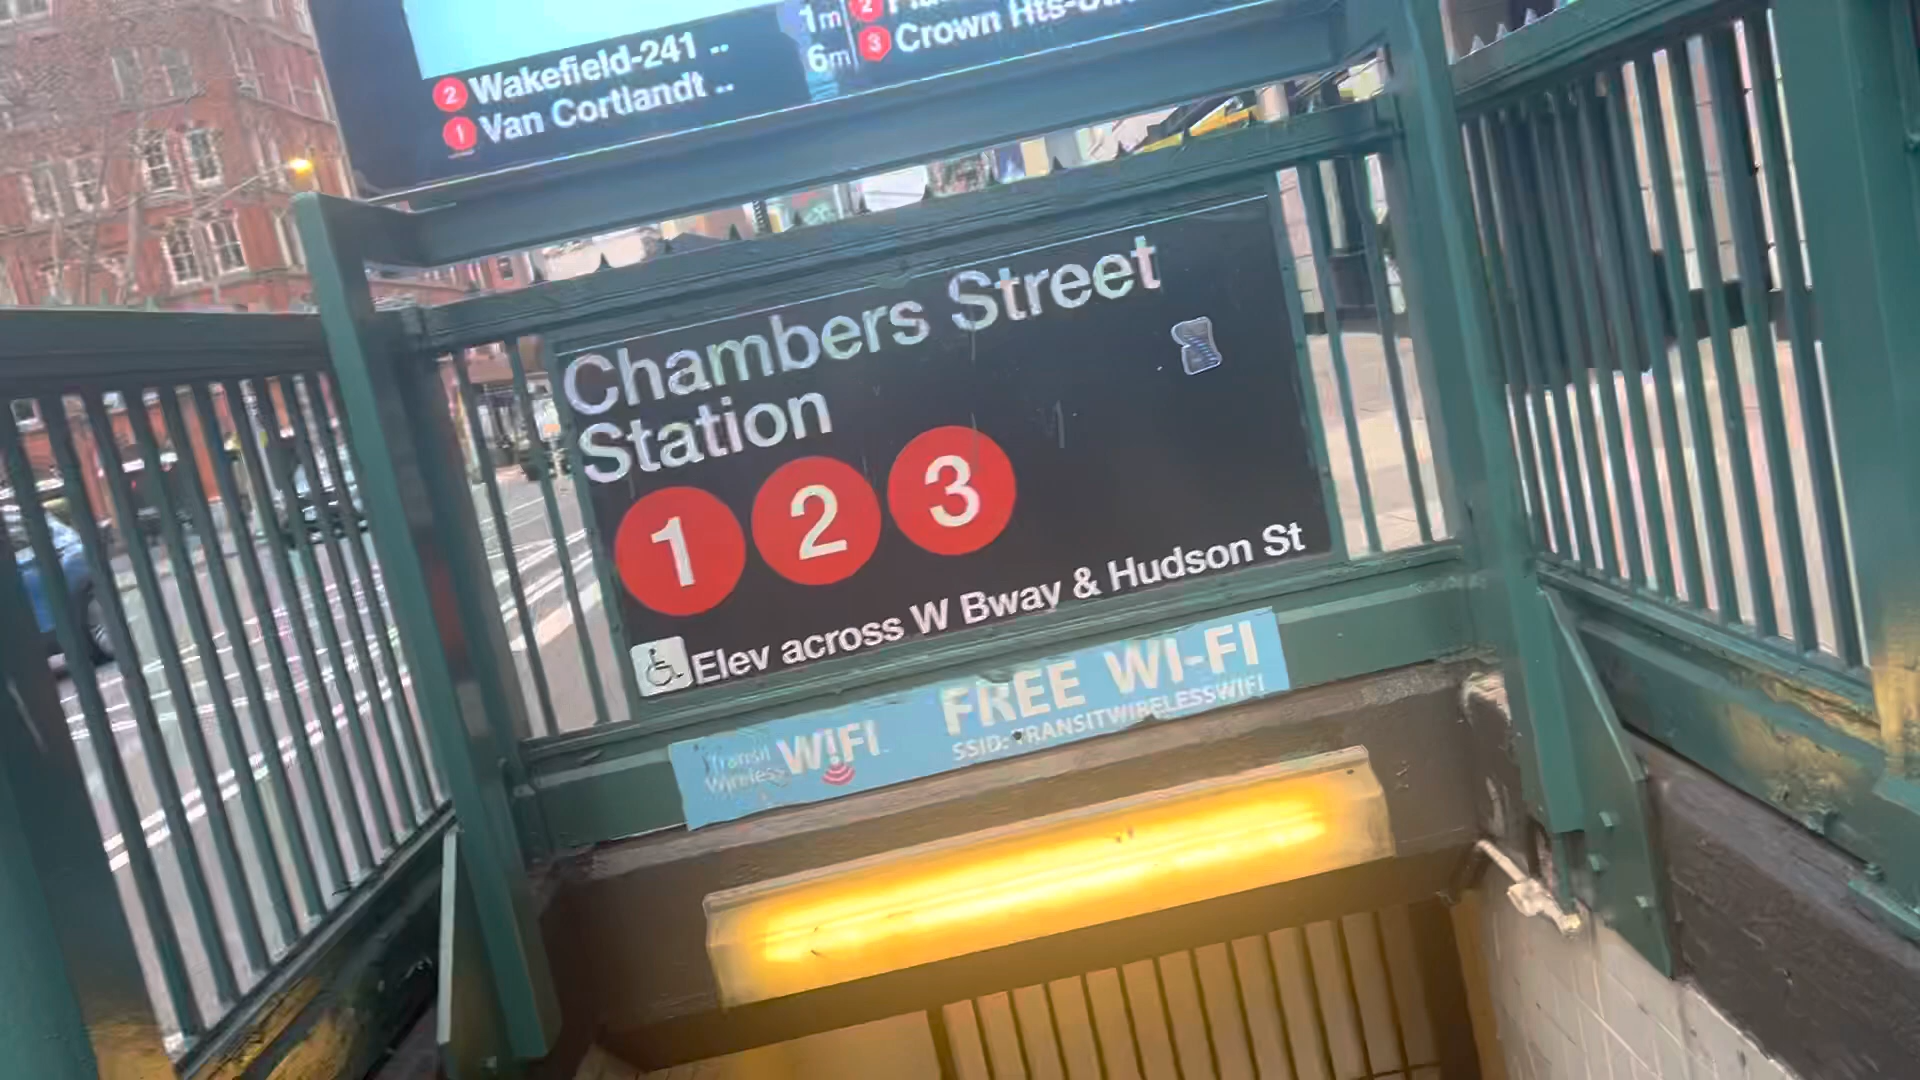 2 Wakefield-241 ..
1m
1 Van Cortlandt ..
6m
2
3 Crown Hts-
Chambers Street
Station
1 2 3
Elev across W Bway & Hudson St
Transit
Wireless WIFI
FREE WI-FI
SSID: TRANSITWIRELESSWIFI